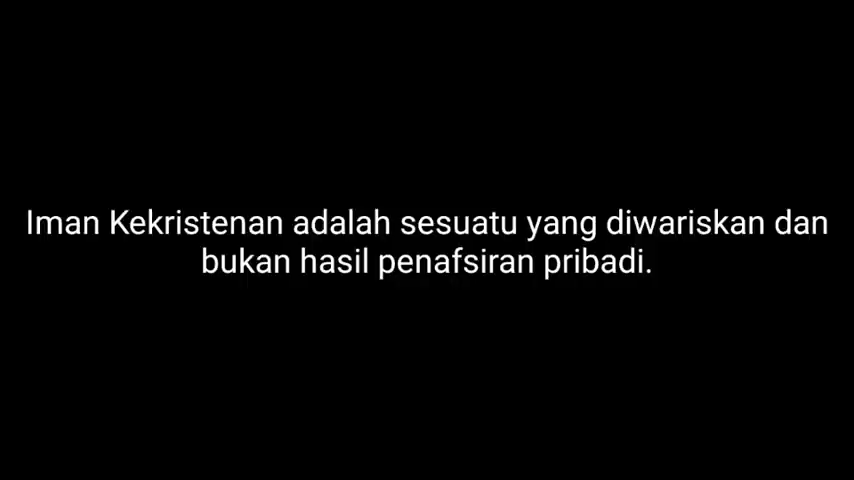 Iman Kekristenan adalah sesuatu yang diwariskan dan
bukan hasil penafsiran pribadi.